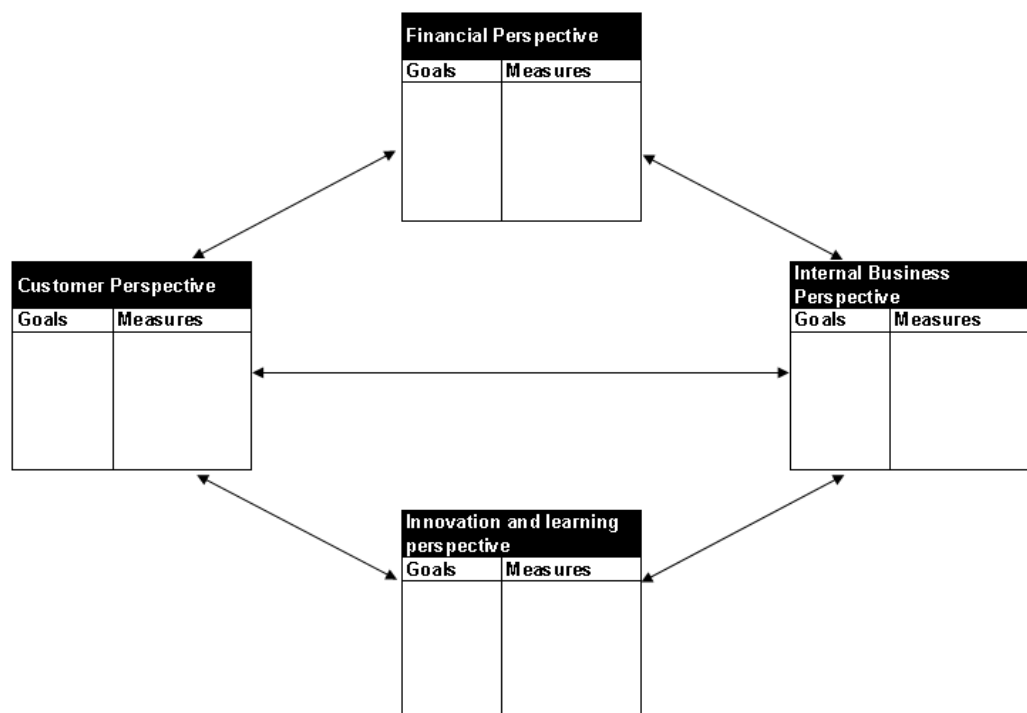 Financial Perspective
Goals Measures
Customer Perspective
Goals Measures
Internal Business
Perspective
Goals Measures
Innovation and learning
perspective
Goals Measures